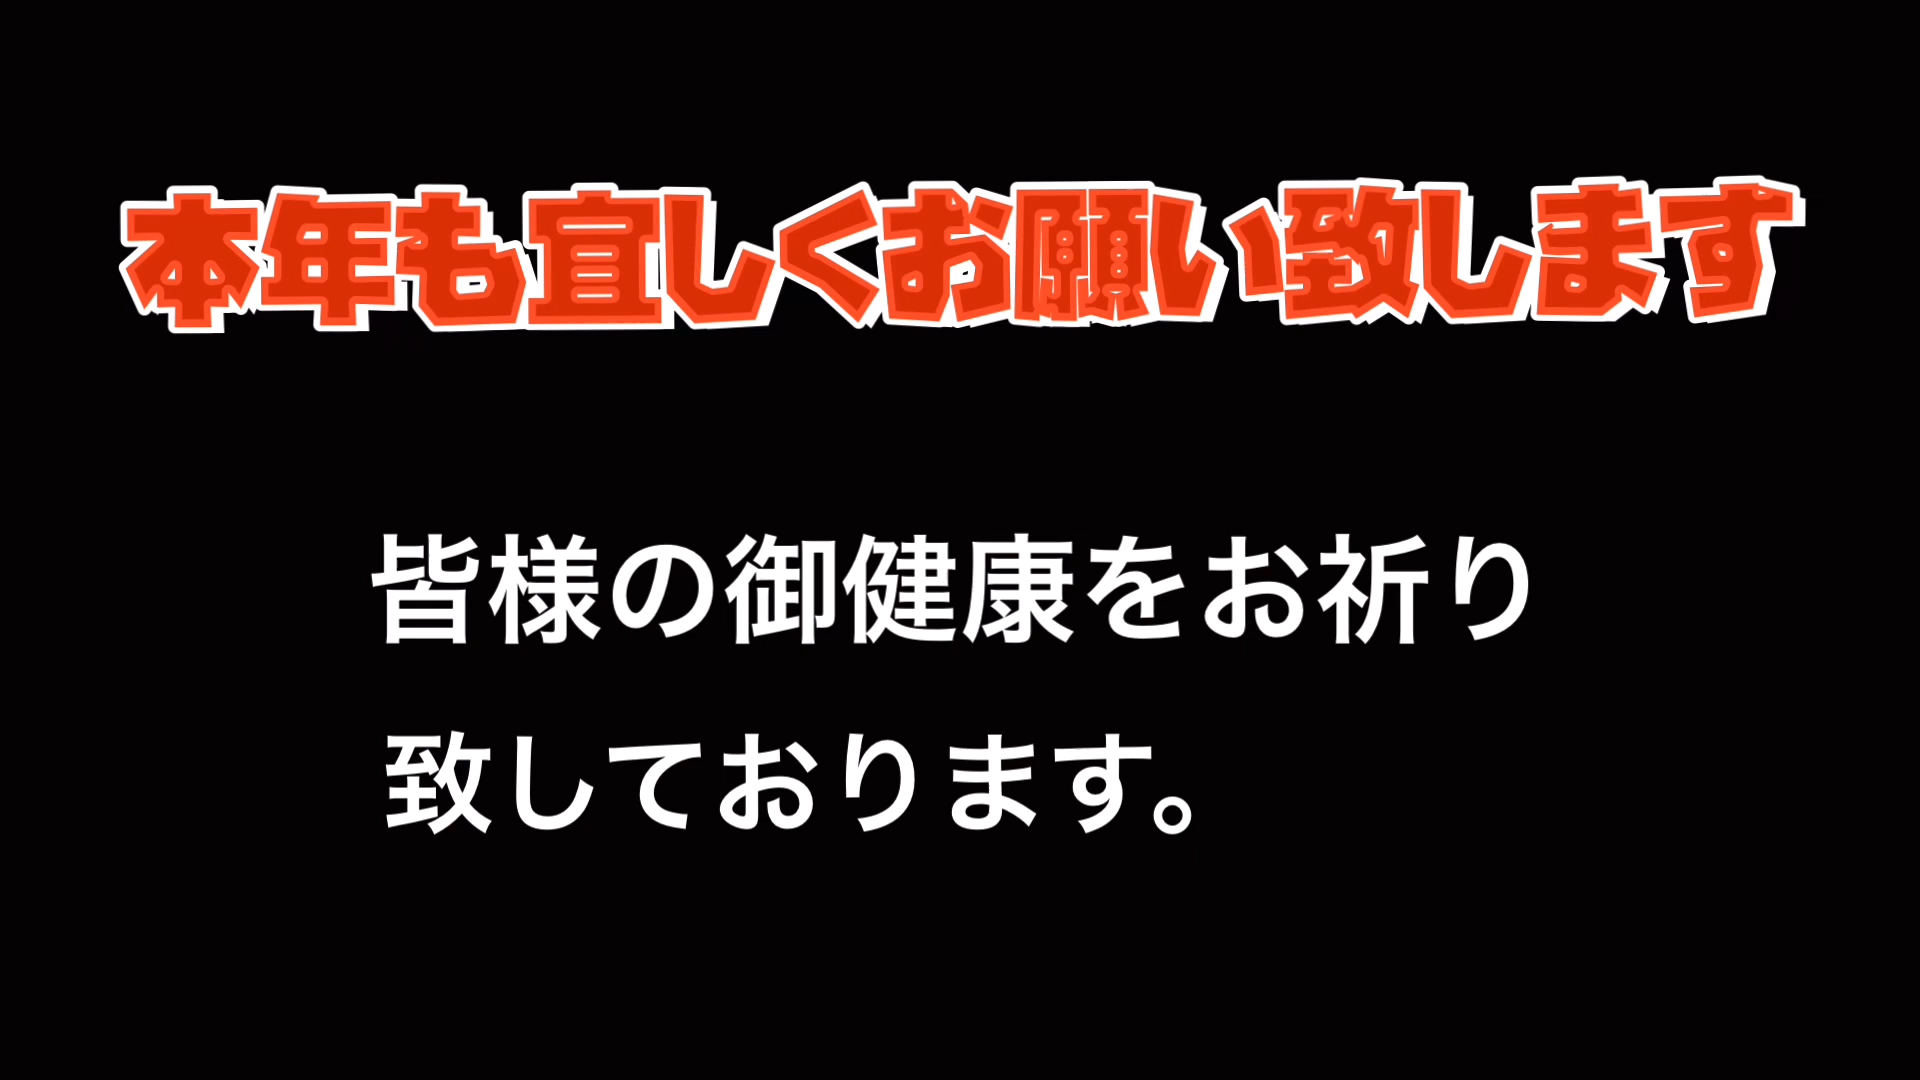 本年も宜しくお願い致します
皆様の御健康をお祈り
致しております。